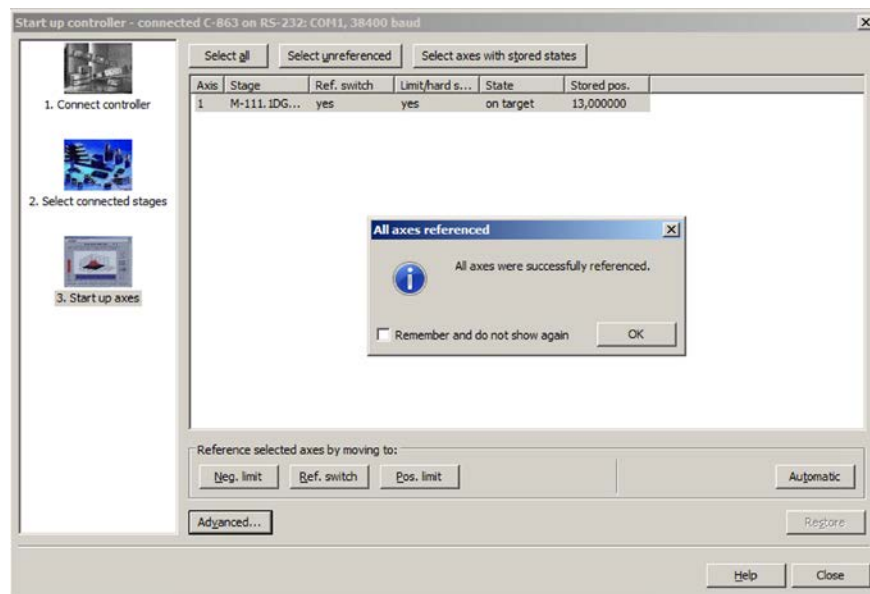 Start up controller - connected C-863 on RS-232: COM1, 38400 baud
1. Connect controller
2. Select connected stages
3. Start up axes
Select all Select unreferenced Select axes with stored states
Axis Stage Ref. switch Limit/hard s... State Stored pos.
1 M-111.1DG... yes yes on target 13,000000
All axes referenced
All axes were successfully referenced.
Remember and do not show again OK
Reference selected axes by moving to:
Neg. limit Ref. switch Pos. limit Automatic
Advanced... Restore
Help Close